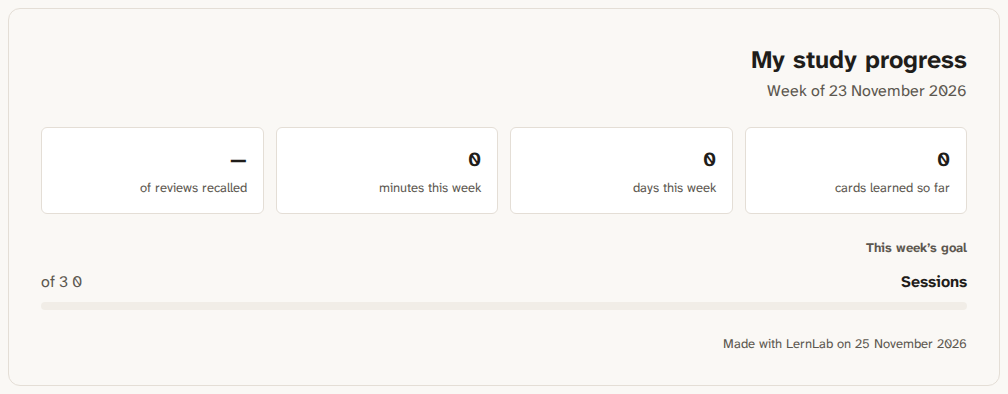 My study progress
Week of 23 November 2026
0
cards learned so far
0
days this week
0
minutes this week
—
of reviews recalled
This week's goal
Sessions
of 3 0
Made with LernLab on 25 November 2026